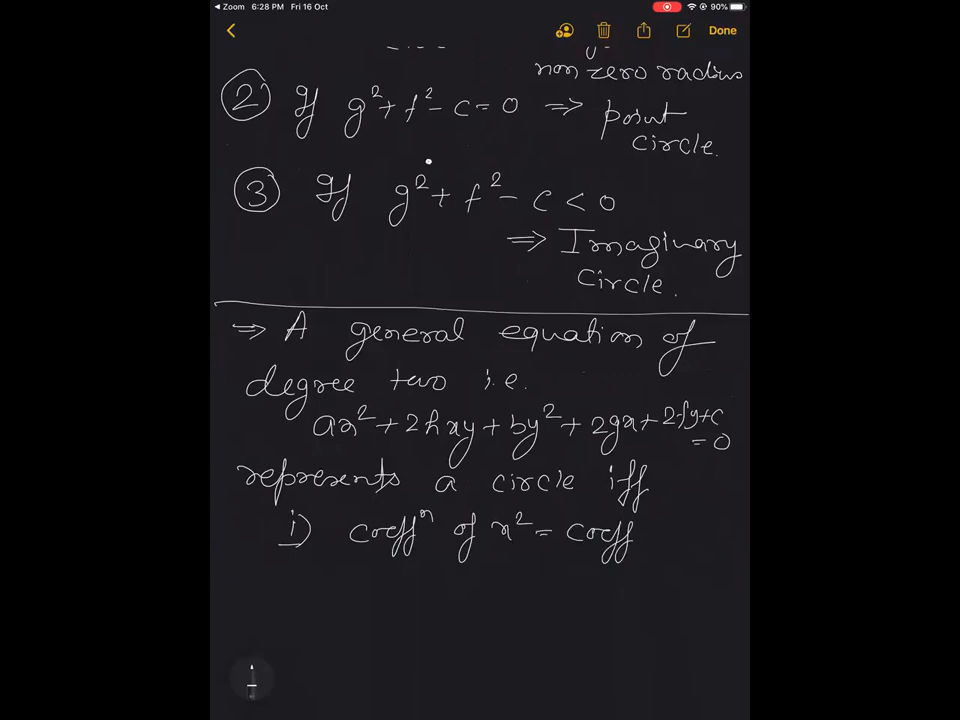 Zoom 6:28 PM Fri 16 Oct 90%
Done
non zero radius
② If g² + f² - c = 0 ⇒ point
circle.
③ If g² + f² - c < 0
⇒ Imaginary
circle.
⇒ A general equation of
degree two i.e.
ax² + 2hxy + by² + 2gx + 2fy + c
= 0
represents a circle iff
i) coeffⁿ of x² = coeff